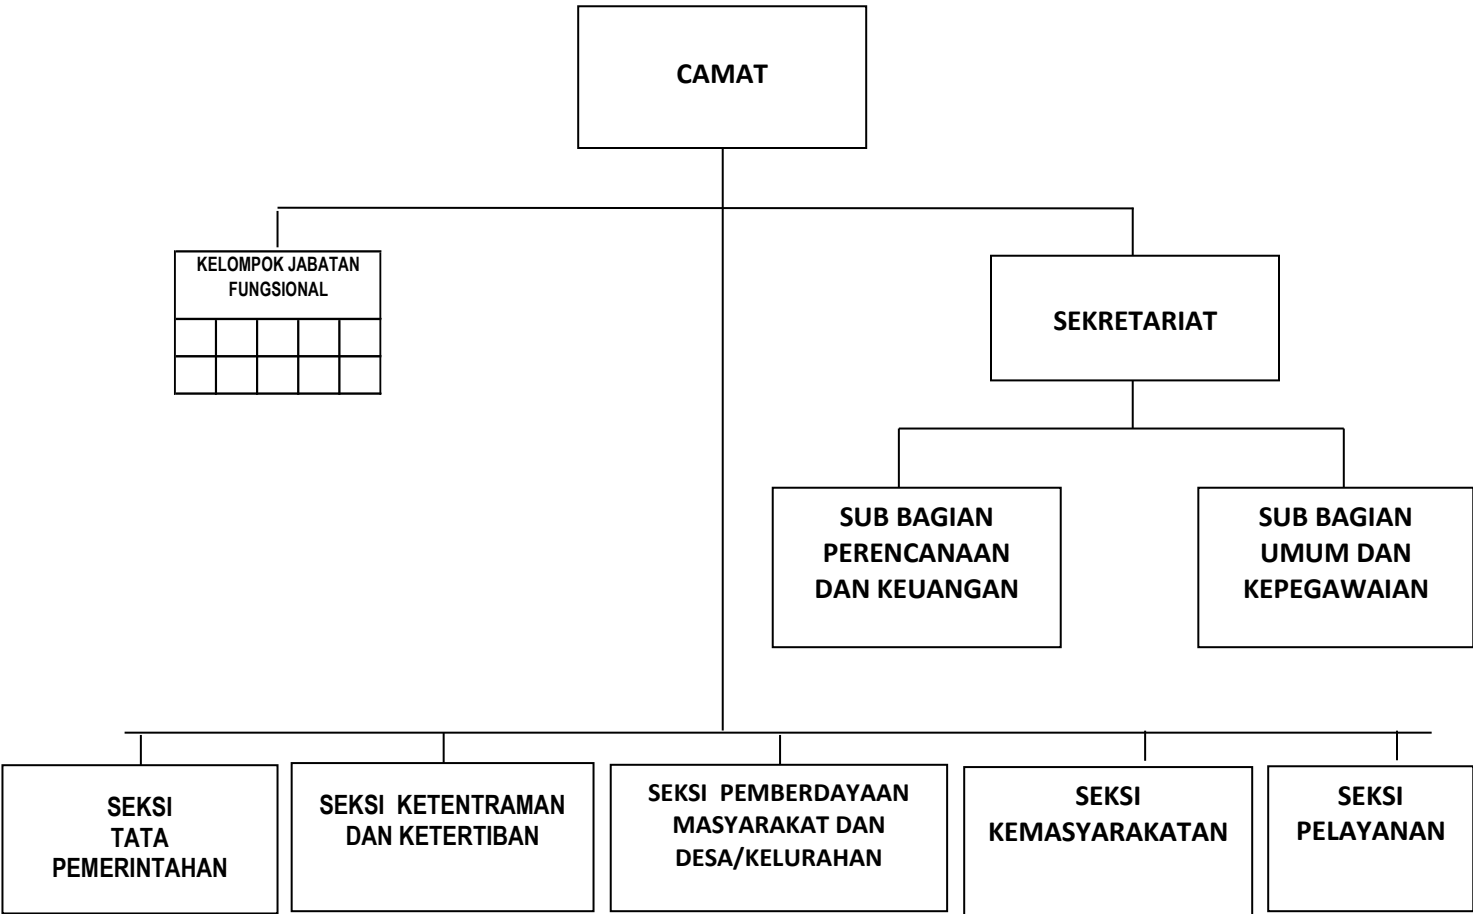 CAMAT
KELOMPOK JABATAN
FUNGSIONAL
SEKRETARIAT
SUB BAGIAN
PERENCANAAN
DAN KEUANGAN
SUB BAGIAN
UMUM DAN
KEPEGAWAIAN
SEKSI
TATA
PEMERINTAHAN
SEKSI  KETENTRAMAN
DAN KETERTIBAN
SEKSI  PEMBERDAYAAN
MASYARAKAT DAN
DESA/KELURAHAN
SEKSI
KEMASYARAKATAN
SEKSI
PELAYANAN